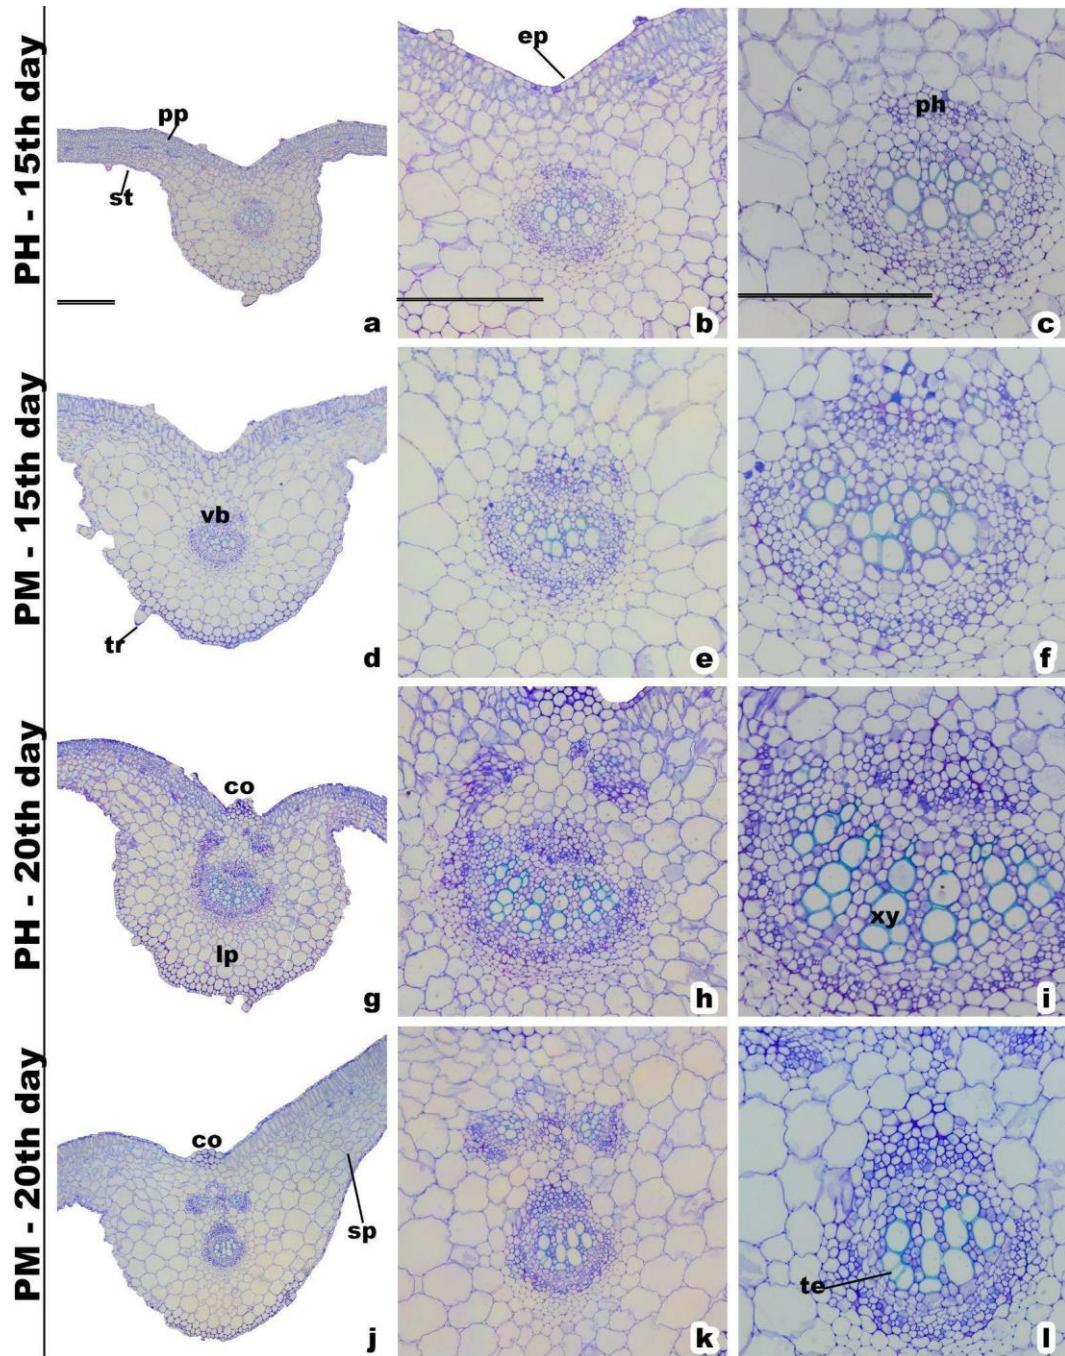 PH - 15th day
pp
st
a
ep
b
ph
c
PM - 15th day
vb
tr
d
e
f
PH - 20th day
co
lp
g
h
xy
i
PM - 20th day
co
sp
j
k
te
l